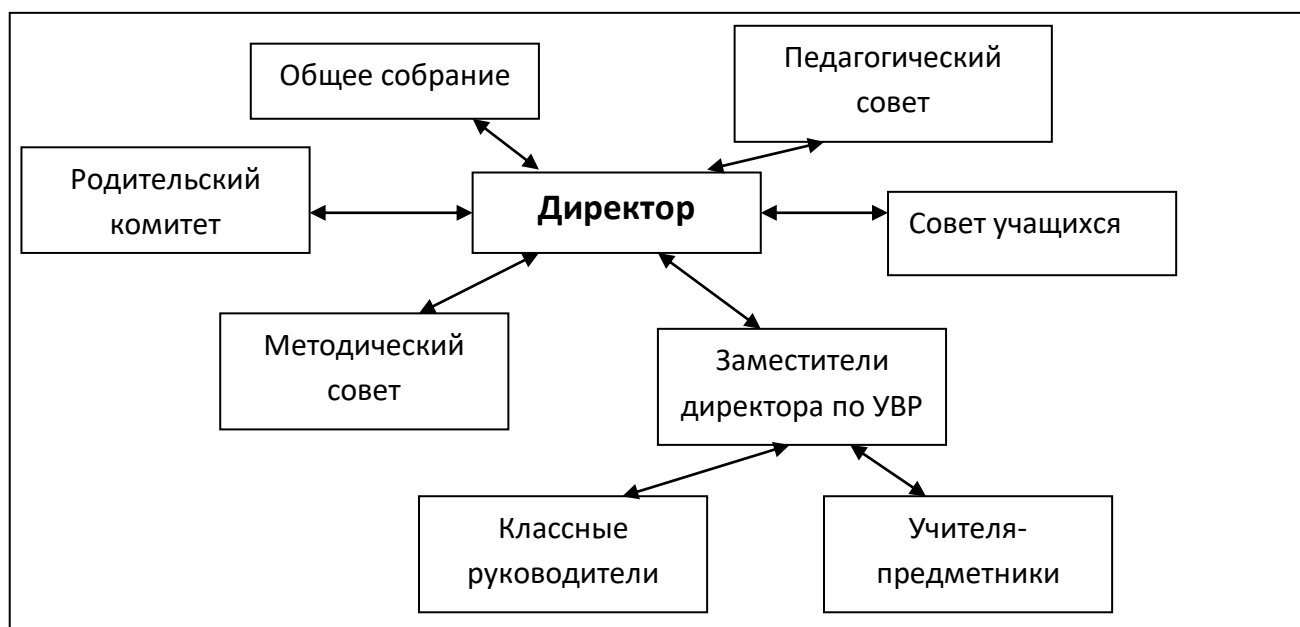 Общее собрание
Педагогический
совет
Родительский
комитет
Директор
Совет учащихся
Методический
совет
Заместители
директора по УВР
Классные
руководители
Учителя-
предметники